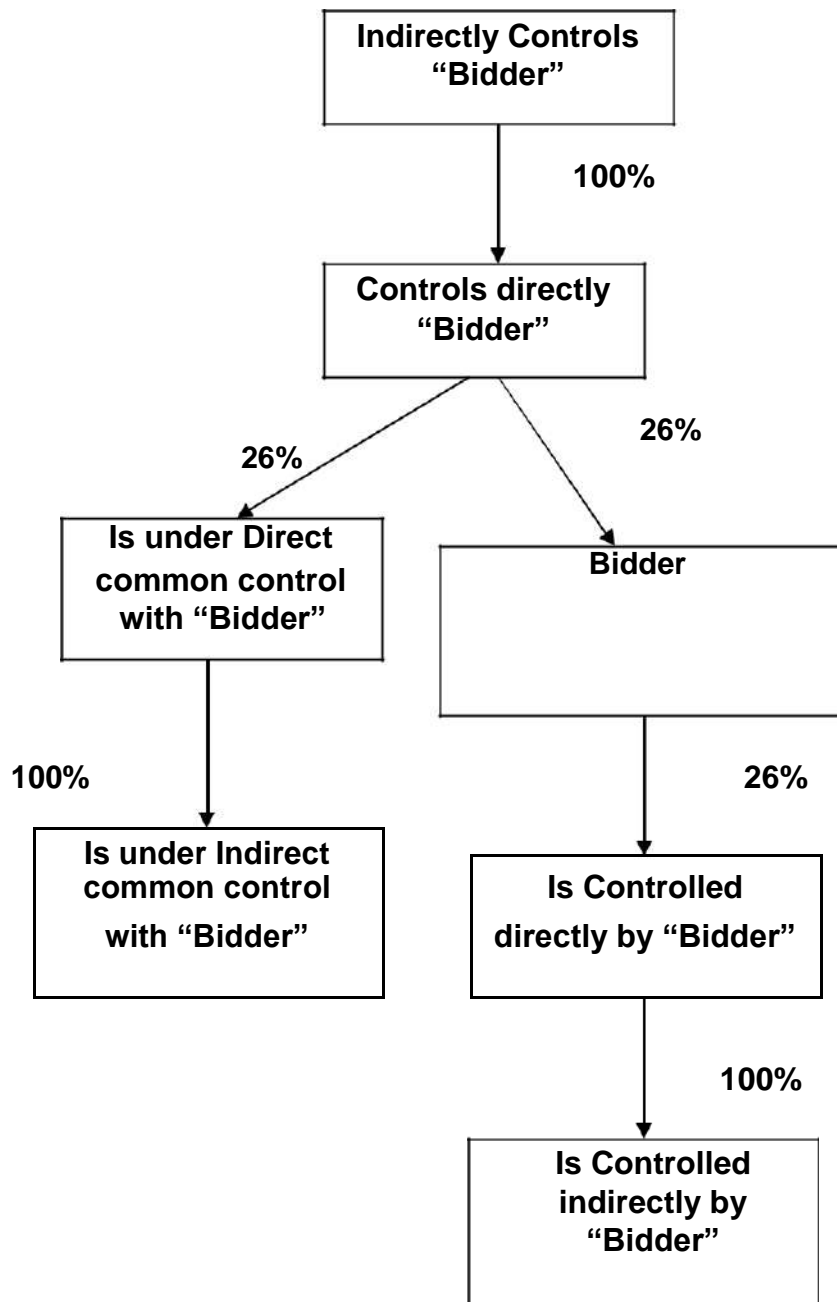 Indirectly Controls
“Bidder”
100%
Controls directly
“Bidder”
26%
26%
Is under Direct
common control
with “Bidder”
Bidder
100%
26%
Is under Indirect
common control
with “Bidder”
Is Controlled
directly by “Bidder”
100%
Is Controlled
indirectly by
“Bidder”